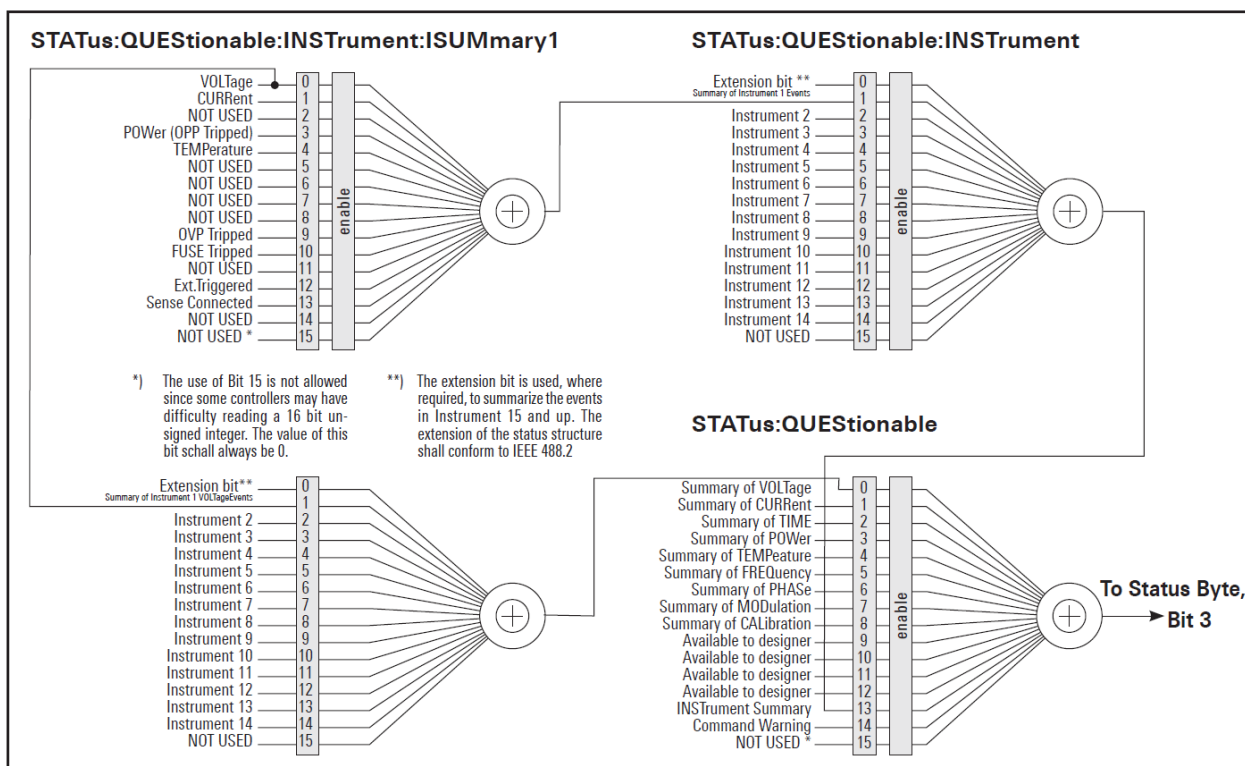 STATus:QUEStionable:INSTrument:ISUMmary1
VOLTage 0
CURRent 1
NOT USED 2
POWer (OPP Tripped) 3
TEMPerature 4
NOT USED 5
NOT USED 6
NOT USED 7
NOT USED 8
OVP Tripped 9
FUSE Tripped 10
NOT USED 11
Ext.Triggered 12
Sense Connected 13
NOT USED 14
NOT USED * 15
enable
STATus:QUEStionable:INSTrument
Extension bit ** 0
Summary of Instrument 1 Events 1
Instrument 2 2
Instrument 3 3
Instrument 4 4
Instrument 5 5
Instrument 6 6
Instrument 7 7
Instrument 8 8
Instrument 9 9
Instrument 10 10
Instrument 11 11
Instrument 12 12
Instrument 13 13
Instrument 14 14
NOT USED 15
enable
*) The use of Bit 15 is not allowed
since some controllers may have
difficulty reading a 16 bit un-
signed integer. The value of this
bit schall always be 0.
**) The extension bit is used, where
required, to summarize the events
in Instrument 15 and up. The
extension of the status structure
shall conform to IEEE 488.2
Extension bit** 0
Summary of Instrument 1 VOLTageEvents 1
Instrument 2 2
Instrument 3 3
Instrument 4 4
Instrument 5 5
Instrument 6 6
Instrument 7 7
Instrument 8 8
Instrument 9 9
Instrument 10 10
Instrument 11 11
Instrument 12 12
Instrument 13 13
Instrument 14 14
NOT USED 15
STATus:QUEStionable
Summary of VOLTage 0
Summary of CURRent 1
Summary of TIME 2
Summary of POWer 3
Summary of TEMPeature 4
Summary of FREQuency 5
Summary of PHASe 6
Summary of MODulation 7
Summary of CALibration 8
Available to designer 9
Available to designer 10
Available to designer 11
Available to designer 12
INSTrument Summary 13
Command Warning 14
NOT USED * 15
enable
To Status Byte,
Bit 3